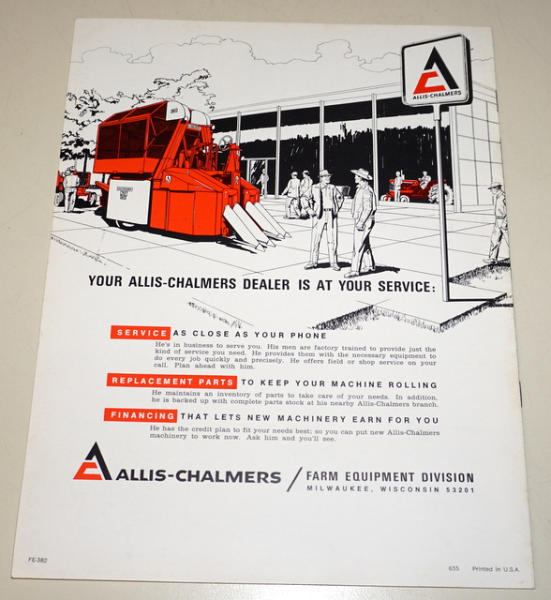 ALLIS-CHALMERS
YOUR ALLIS-CHALMERS DEALER IS AT YOUR SERVICE:
SERVICE AS CLOSE AS YOUR PHONE
He's in business to serve you. His men are factory trained to provide just the
kind of service you need. He provides them with the necessary equipment to
do every job quickly and precisely. He offers field or shop service on your
call. Plan ahead with him.
REPLACEMENT PARTS TO KEEP YOUR MACHINE ROLLING
He maintains an inventory of parts to take care of your needs. In addition,
he is backed up with complete parts stock at his nearby Allis-Chalmers branch.
FINANCING THAT LETS NEW MACHINERY EARN FOR YOU
He has the credit plan to fit your needs best; so you can put new Allis-Chalmers
machinery to work now. Ask him and you'll see.
ALLIS-CHALMERS / FARM EQUIPMENT DIVISION
MILWAUKEE, WISCONSIN 53201
FE-382
655 Printed in U.S.A.